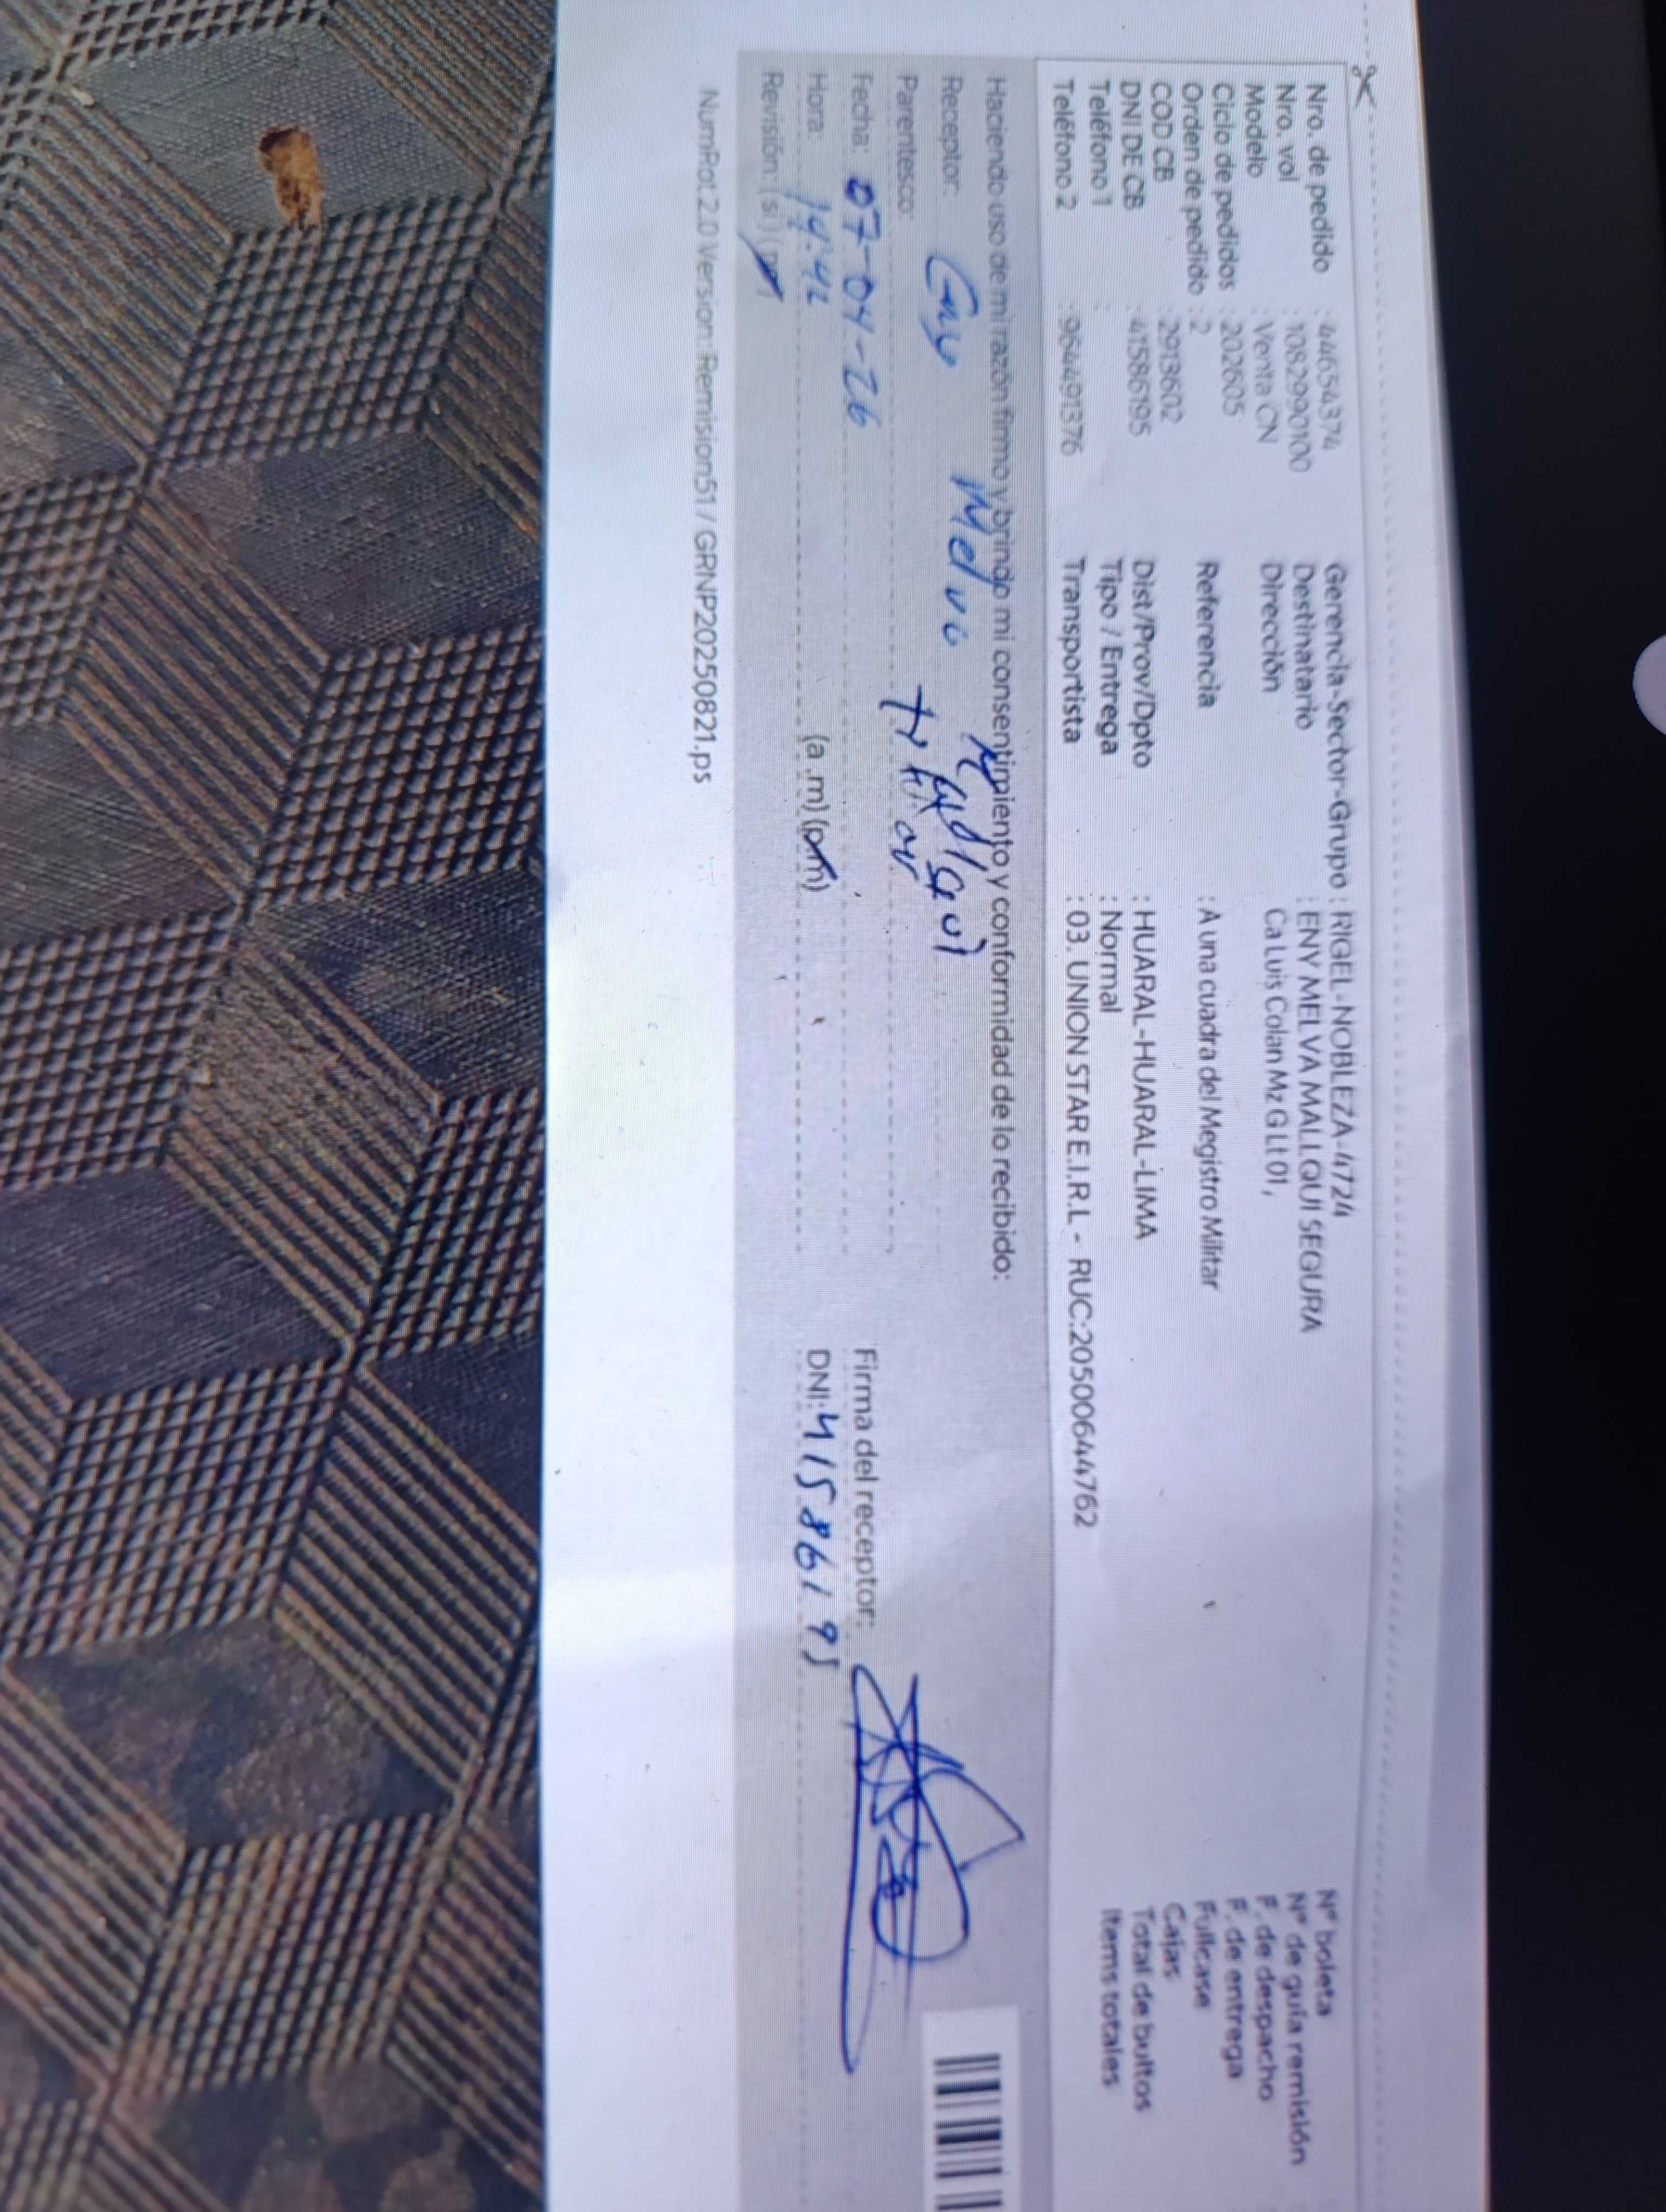 Nro. de pedido : 446543374
Nro. vol : 1082990100
Modelo : Venta CN
Ciclo de pedidos : 202605
Orden de pedido : 2
COD CB : 2913602
DNI DE CB : 41586195
Teléfono 1 :
Teléfono 2 : 964491376
Gerencia-Sector-Grupo : RIGEL-NOBLEZA-4724
Destinatario : ENY MELVA MALLQUI SEGURA
Dirección Ca Luis Colan Mz G Lt 01,
Referencia : A una cuadra del Megistro Militar
Dist/Prov/Dpto : HUARAL-HUARAL-LIMA
Tipo / Entrega : Normal
Transportista : 03. UNION STAR E.I.R.L - RUC:20500644762
N° boleta
N° de guía remisión
F. de despacho
F. de entrega
Fullcase
Cajas
Total de bultos
Items totales
Haciendo uso de mi razón firmo y brindo mi consentimiento y conformidad de lo recibido:
Receptor: Eny Melva Mallqui
Parentesco: titular
Fecha: 07-04-26
Hora: 14:42 (a.m) (p.m)
Revisión: (si) (no)
Firma del receptor:
DNI: 41586195
NumRot.2.0 Version: Remision51 / GRNP20250821.ps